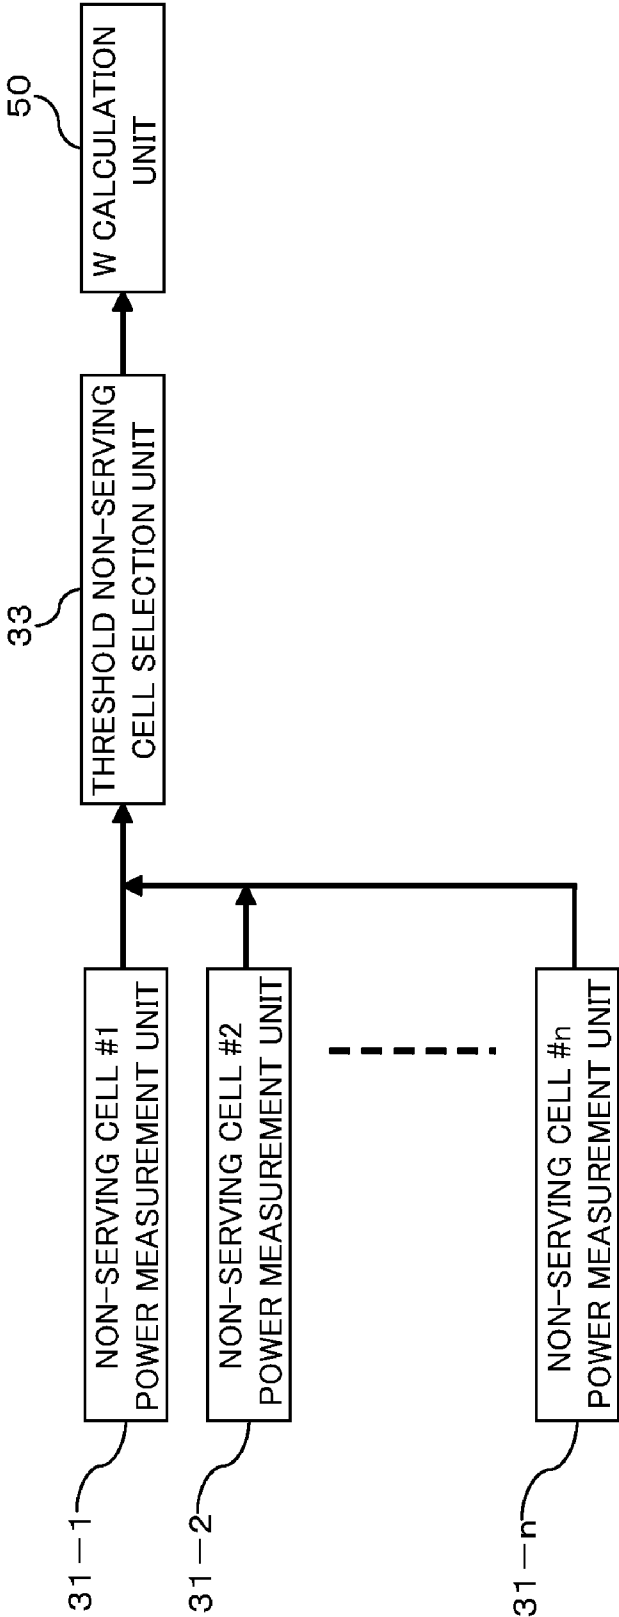 31-1
NON-SERVING CELL #1
POWER MEASUREMENT UNIT
31-2
NON-SERVING CELL #2
POWER MEASUREMENT UNIT
31-n
NON-SERVING CELL #n
POWER MEASUREMENT UNIT
33
THRESHOLD NON-SERVING
CELL SELECTION UNIT
50
W CALCULATION
UNIT